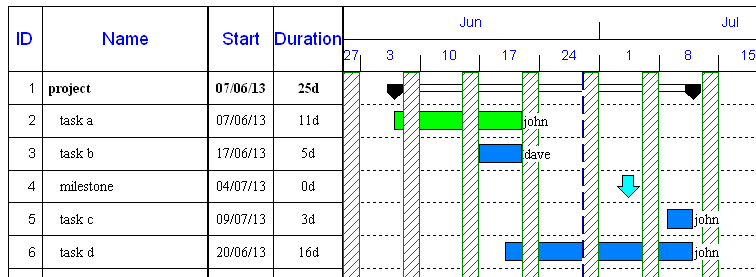 Jun Jul
ID Name Start Duration
27 3 10 17 24 1 8 15
1 project 07/06/13 25d
2 task a 07/06/13 11d john
3 task b 17/06/13 5d dave
4 milestone 04/07/13 0d
5 task c 09/07/13 3d john
6 task d 20/06/13 16d john